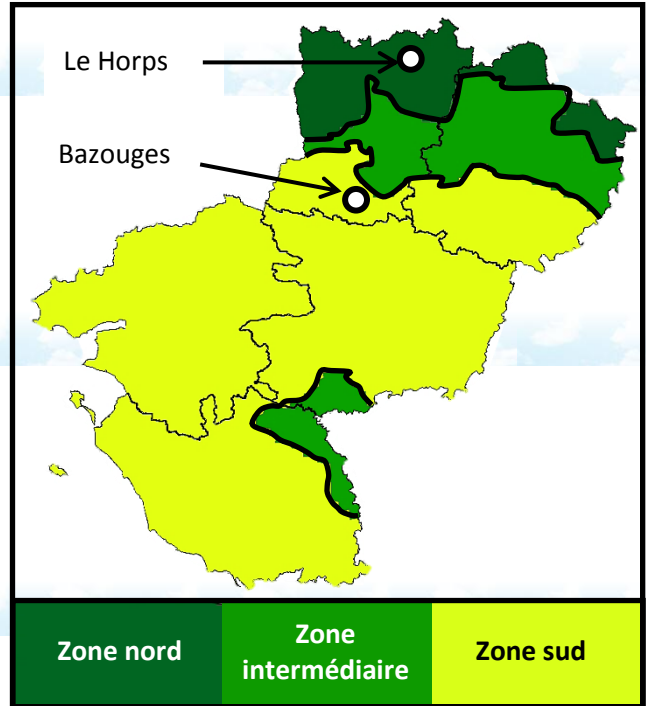 Le Horps
Bazouges
Zone nord
Zone
intermédiaire
Zone sud